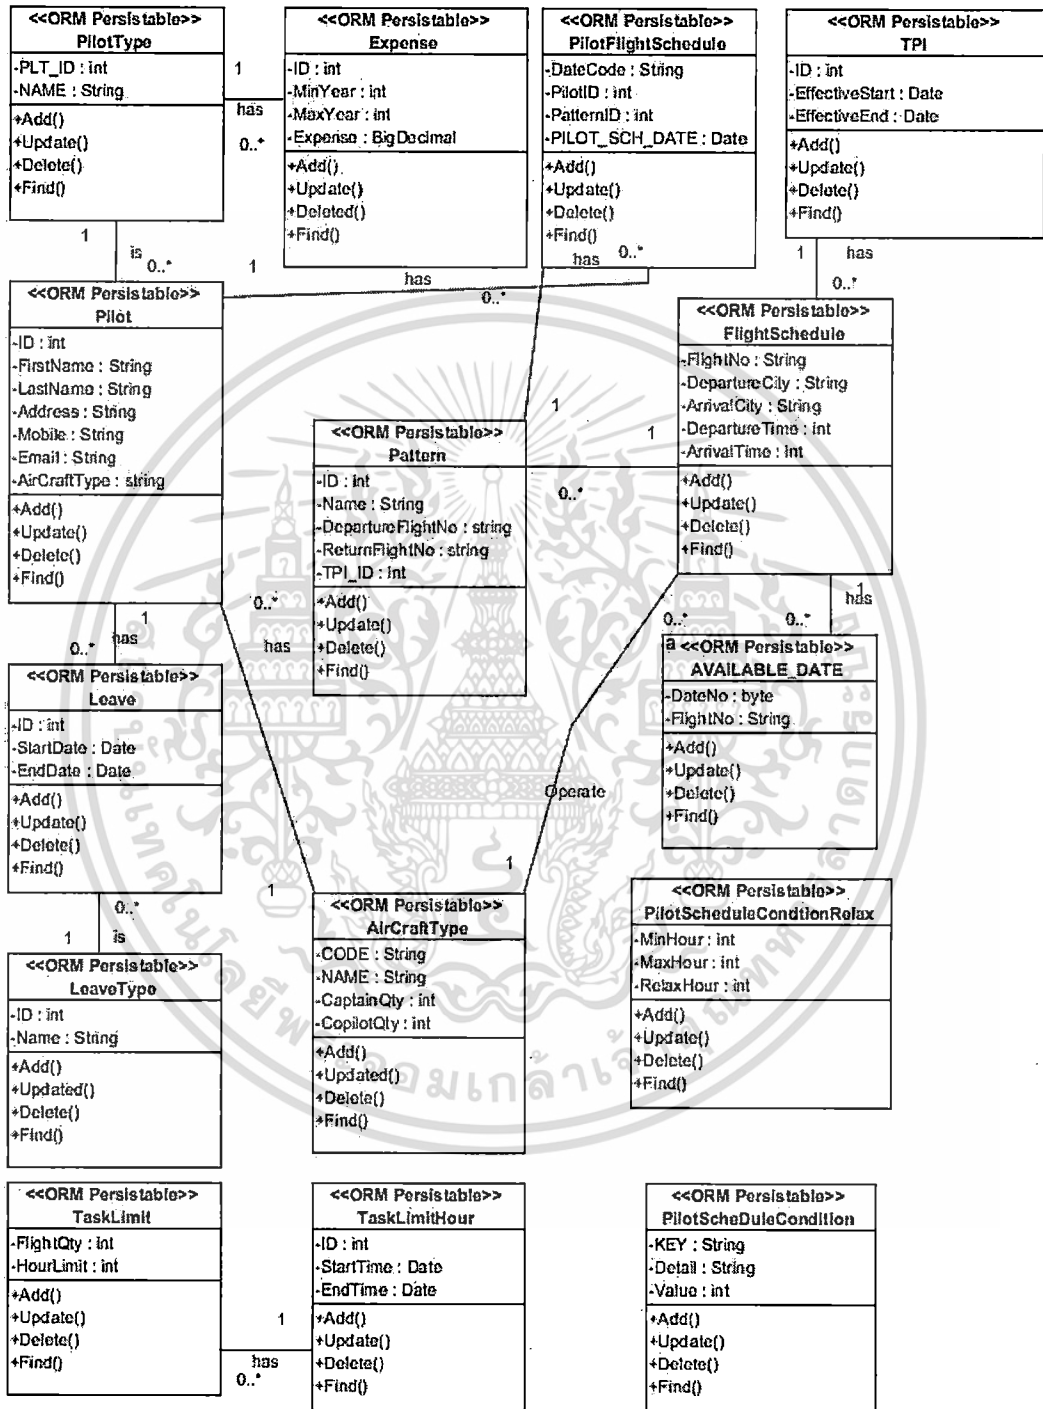 <<ORM Persistable>>
PilotType
-PLT_ID : int
-NAME : String
+Add()
+Update()
+Delete()
+Find()
1
has
0..*
<<ORM Persistable>>
Expense
-ID : int
-MinYear : int
-MaxYear : int
-Expense : BigDecimal
+Add()
+Update()
+Deleted()
+Find()
<<ORM Persistable>>
PilotFlightSchedule
-DateCode : String
-PilotID : int
-PatternID : int
-PILOT_SCH_DATE : Date
+Add()
+Update()
+Delete()
+Find()
<<ORM Persistable>>
TPI
-ID : int
-EffectiveStart : Date
-EffectiveEnd : Date
+Add()
+Update()
+Delete()
+Find()
1
is
0..*
1
has
0..*
has
0..*
1
has
0..*
<<ORM Persistable>>
Pilot
-ID : int
-FirstName : String
-LastName : String
-Address : String
-Mobile : String
-Email : String
-AirCraftType : string
+Add()
+Update()
+Delete()
+Find()
<<ORM Persistable>>
FlightSchedule
-FlightNo : String
-DepartureCity : String
-ArrivalCity : String
-DepartureTime : int
-ArrivalTime : int
+Add()
+Update()
+Delete()
+Find()
1
1
0..*
<<ORM Persistable>>
Pattern
-ID : int
-Name : String
-DepartureFlightNo : string
-ReturnFlightNo : string
-TPI_ID : int
+Add()
+Update()
+Delete()
+Find()
1
has
0..*
0..*
has
1
has
0..*
0..*
<<ORM Persistable>>
Leave
-ID : int
-StartDate : Date
-EndDate : Date
+Add()
+Update()
+Delete()
+Find()
a <<ORM Persistable>>
AVAILABLE_DATE
-DateNo : byte
-FlightNo : String
+Add()
+Update()
+Delete()
+Find()
Operate
1
1
0..*
1
is
<<ORM Persistable>>
AirCraftType
-CODE : String
-NAME : String
-CaptainQty : int
-CopilotQty : int
+Add()
+Updated()
+Delete()
+Find()
<<ORM Persistable>>
PilotScheduleCondtionRelax
-MinHour : int
-MaxHour : int
-RelaxHour : int
+Add()
+Update()
+Delete()
+Find()
<<ORM Persistable>>
LeaveType
-ID : int
-Name : String
+Add()
+Updated()
+Delete()
+Find()
<<ORM Persistable>>
TaskLimit
-FlightQty : int
-HourLimit : int
+Add()
+Update()
+Delete()
+Find()
1
has
0..*
<<ORM Persistable>>
TaskLimitHour
-ID : int
-StartTime : Date
-EndTime : Date
+Add()
+Update()
+Delete()
+Find()
<<ORM Persistable>>
PilotScheDuleCondition
-KEY : String
-Detail : String
-Value : int
+Add()
+Update()
+Delete()
+Find()